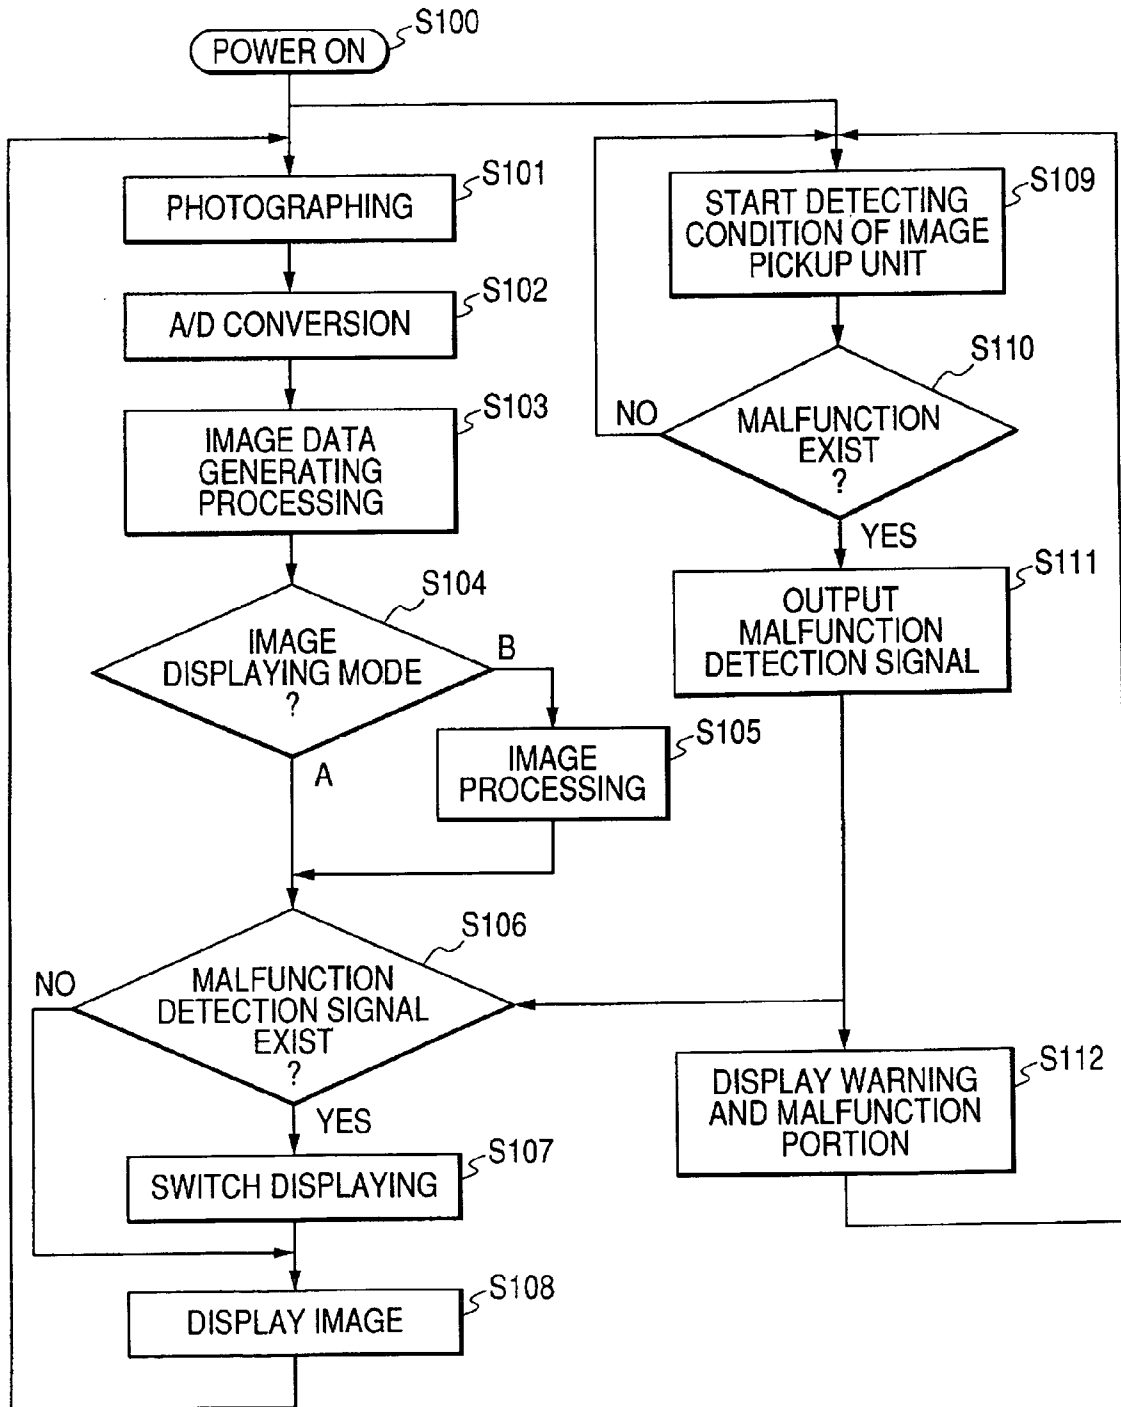 POWER ON
S100
PHOTOGRAPHING
S101
A/D CONVERSION
S102
IMAGE DATA
GENERATING
PROCESSING
S103
IMAGE
DISPLAYING MODE
?
S104
B
A
IMAGE
PROCESSING
S105
MALFUNCTION
DETECTION SIGNAL
EXIST
?
S106
NO
YES
SWITCH DISPLAYING
S107
DISPLAY IMAGE
S108
START DETECTING
CONDITION OF IMAGE
PICKUP UNIT
S109
MALFUNCTION
EXIST
?
S110
NO
YES
OUTPUT
MALFUNCTION
DETECTION SIGNAL
S111
DISPLAY WARNING
AND MALFUNCTION
PORTION
S112